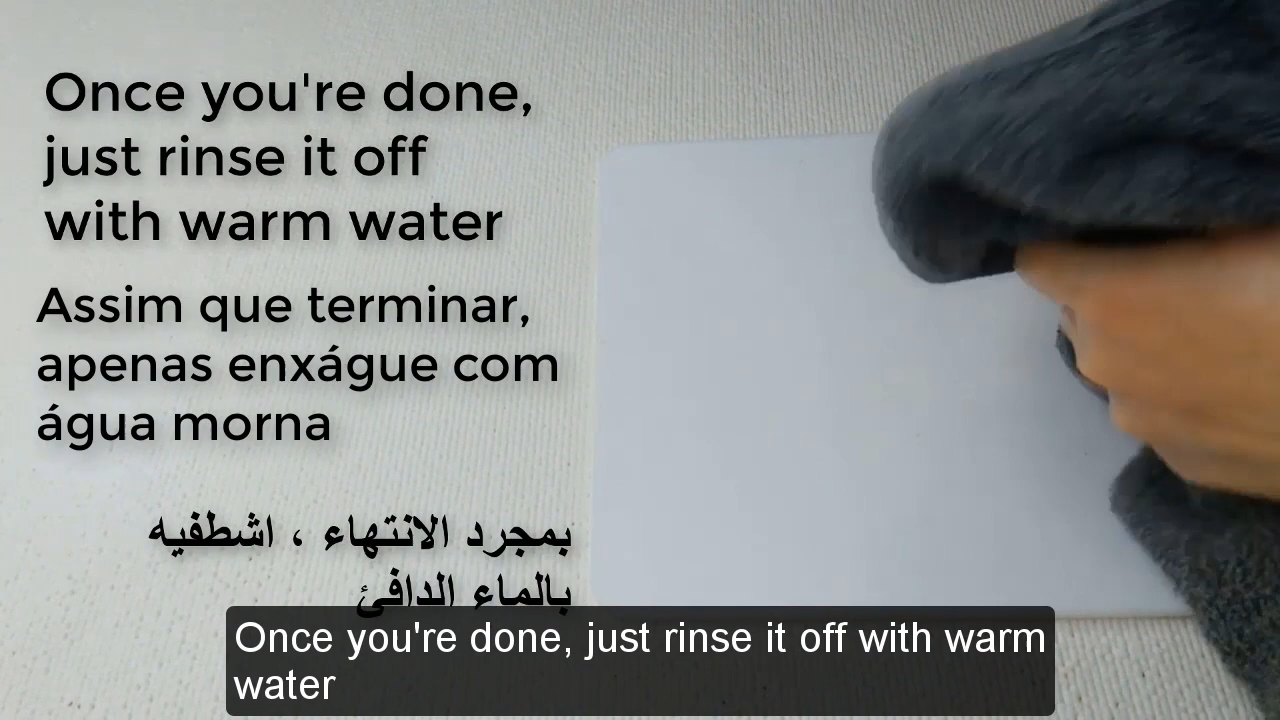 Once you're done,
just rinse it off
with warm water
Assim que terminar,
apenas enxágue com
água morna
بمجرد الانتهاء ، اشطفيه
بالماء الدافئ
Once you're done, just rinse it off with warm
water